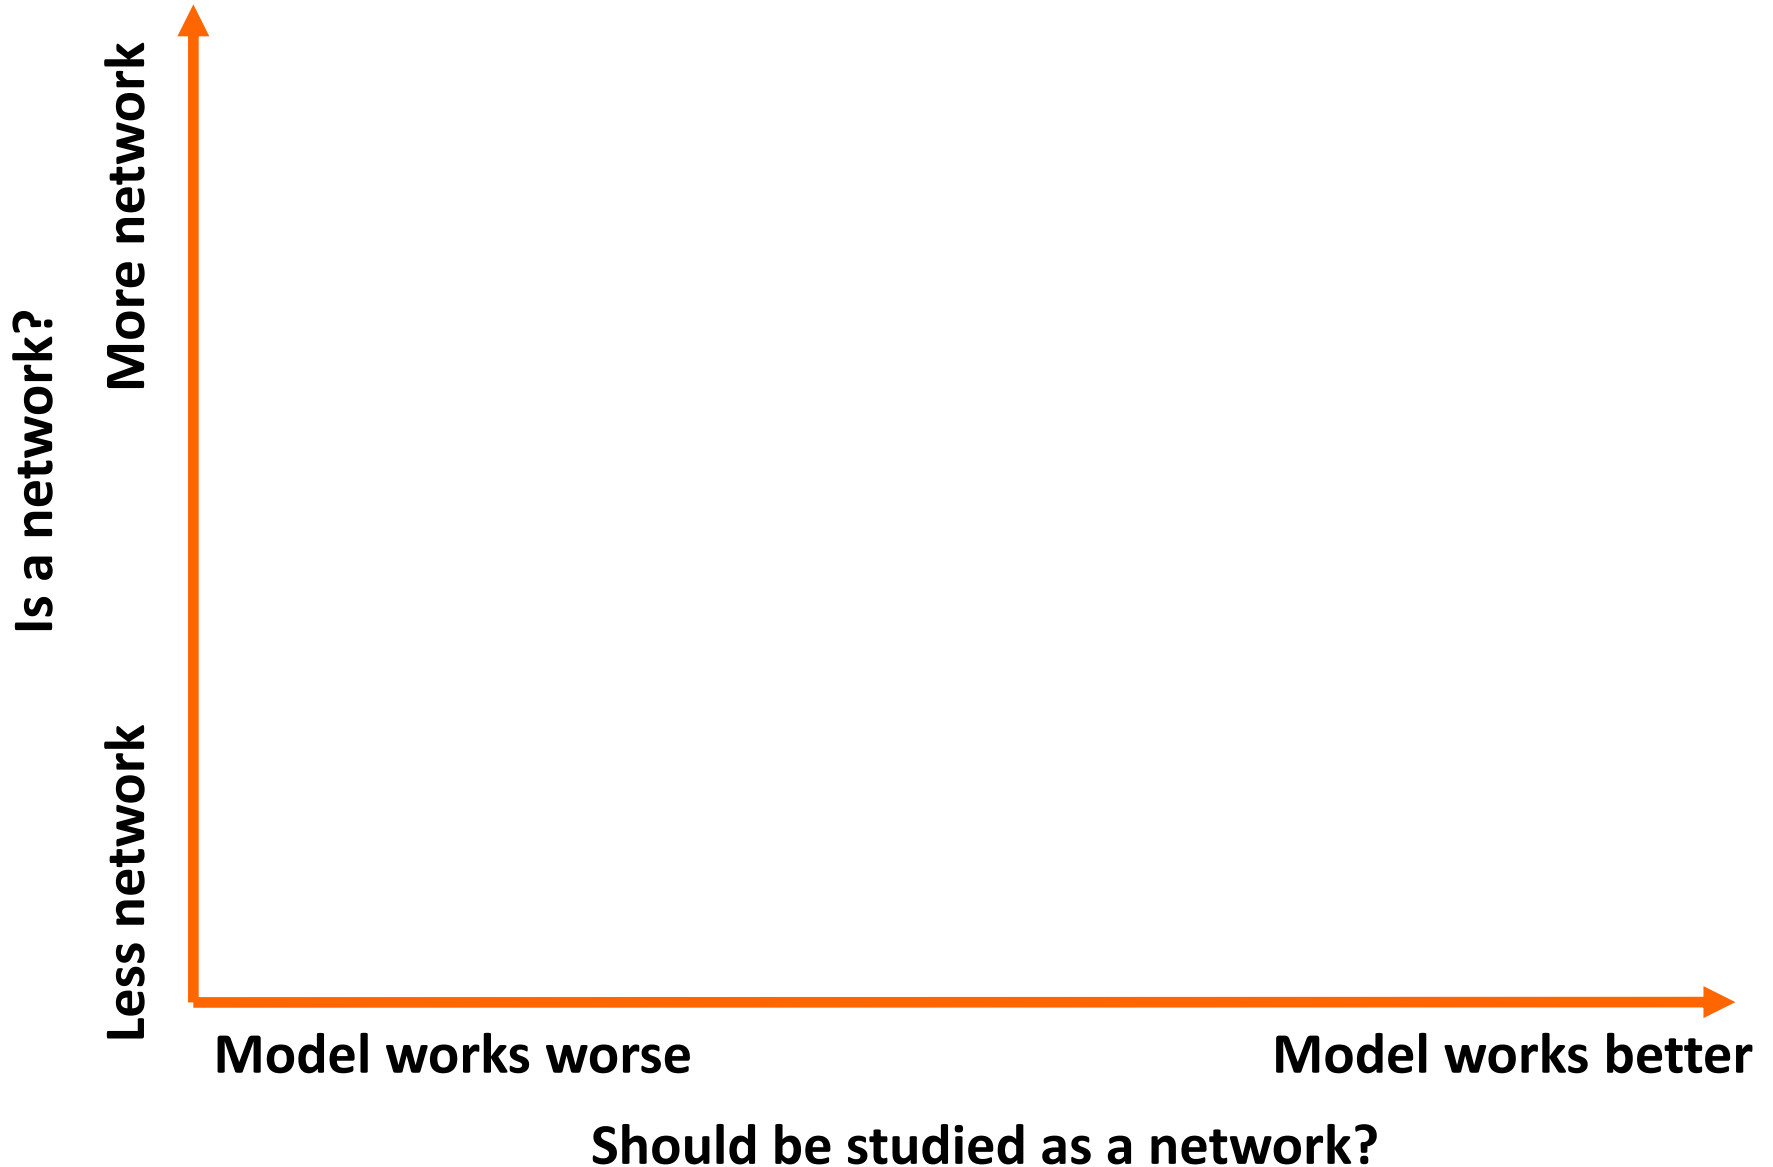 Is a network?
More network
Less network
Model works worse
Model works better
Should be studied as a network?